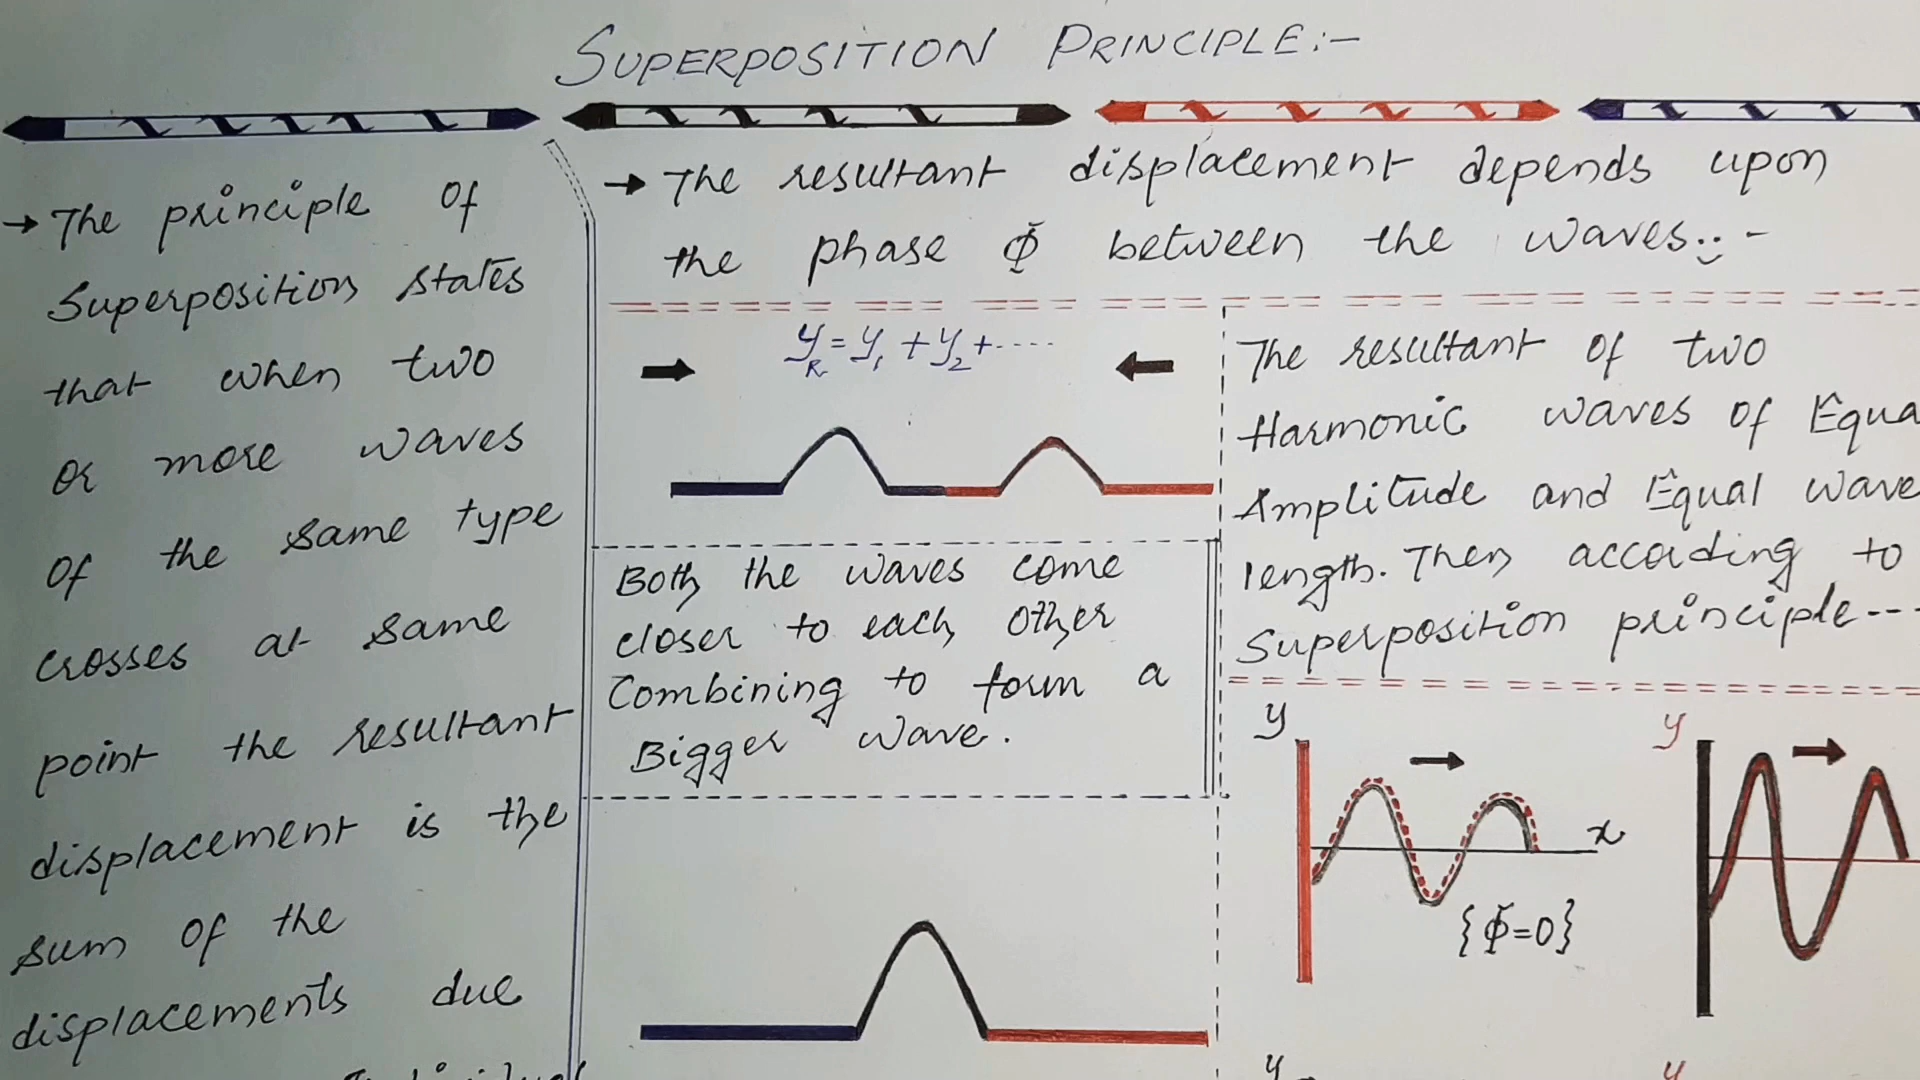 SUPERPOSITION PRINCIPLE:-
→ The principle of
Superposition states
that when two
or more waves
of the same type
crosses at same
point the resultant
displacement is the
sum of the
displacements due
→ The resultant displacement depends upon
the phase Φ between the waves:-
y_R = y_1 + y_2 + ----
Both the waves come
closer to each other
Combining to form a
Bigger wave.
The resultant of two
Harmonic waves of Equa
Amplitude and Equal wave
length. Then according to
Superposition principle---
y
x
{Φ=0}
y
y
y